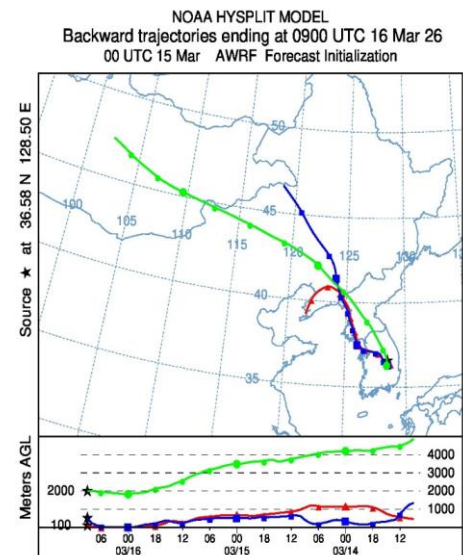 NOAA HYSPLIT MODEL
Backward trajectories ending at 0900 UTC 16 Mar 26
00 UTC 15 Mar AWRF Forecast Initialization
Source ★ at 36.58 N 128.50 E
50
45
100
105
110
115
120
125
40
35
Meters AGL
2000
100
4000
3000
2000
1000
06 00 18 12 06 00 18 12 06 00 18 12
03/16 03/15 03/14